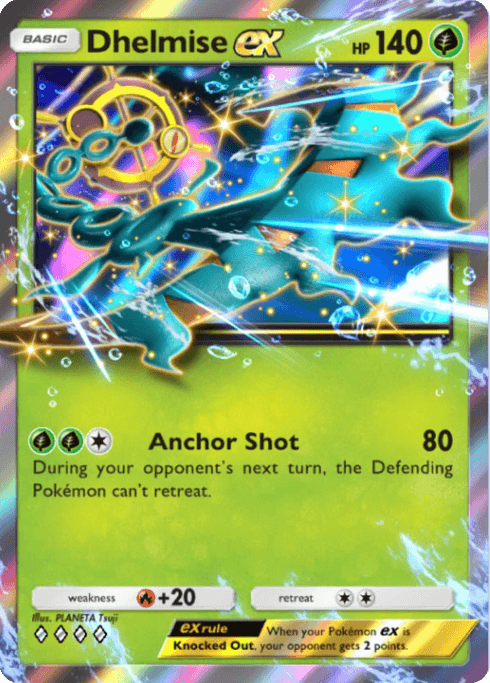 BASIC Dhelmise ex HP 140
Anchor Shot 80
During your opponent's next turn, the Defending
Pokémon can't retreat.
weakness +20 retreat
Illus. PLANETA Tsuji
ex rule When your Pokémon ex is
Knocked Out, your opponent gets 2 points.